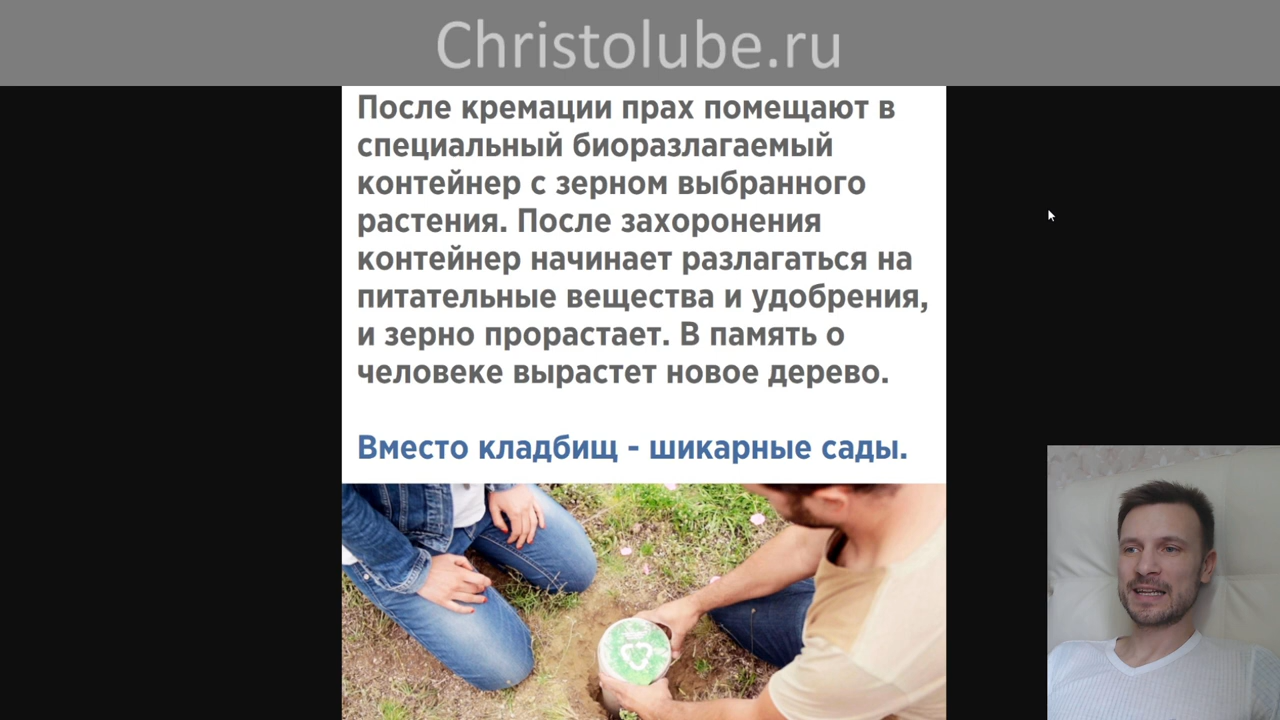 Christolube.ru
После кремации прах помещают в
специальный биоразлагаемый
контейнер с зерном выбранного
растения. После захоронения
контейнер начинает разлагаться на
питательные вещества и удобрения,
и зерно прорастает. В память о
человеке вырастет новое дерево.
Вместо кладбищ - шикарные сады.